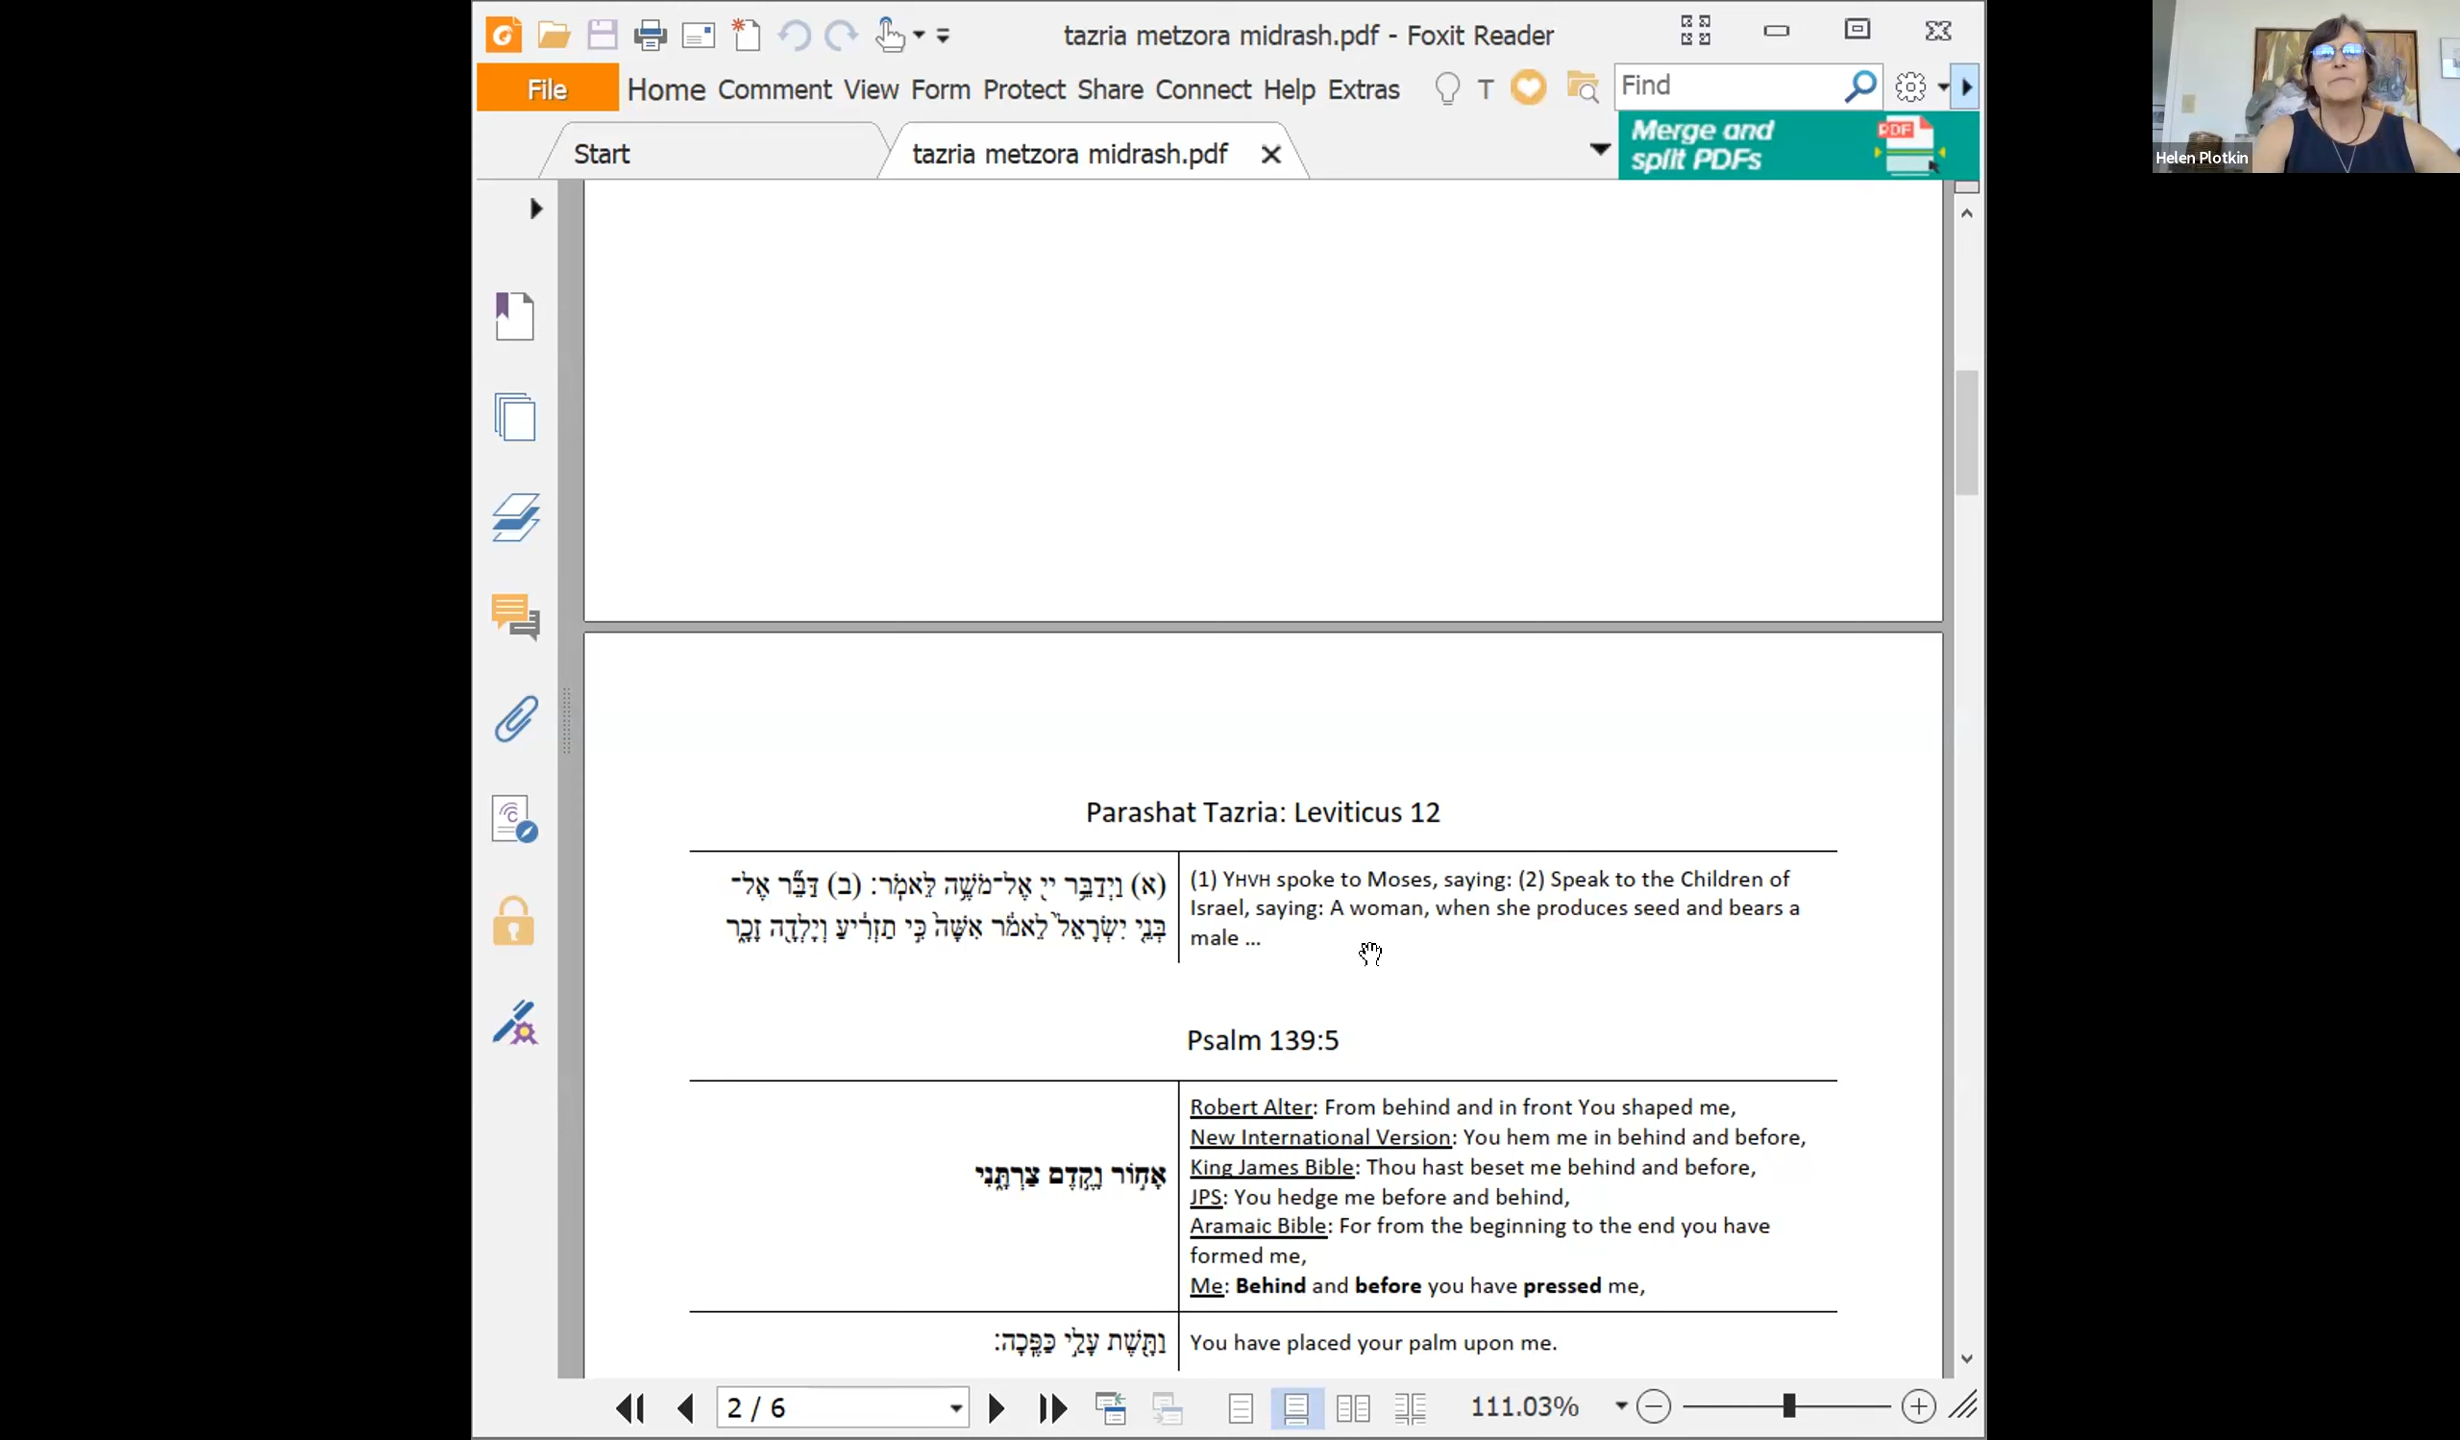 tazria metzora midrash.pdf - Foxit Reader
File Home Comment View Form Protect Share Connect Help Extras T Find
Start tazria metzora midrash.pdf
Merge and
split PDFs
PDF
Helen Plotkin
Parashat Tazria: Leviticus 12
(א) וַיְדַבֵּ֥ר יי֖ אֶל־מֹשֶׁ֥ה לֵּאמֹֽר׃ (ב) דַּבֵּ֞ר אֶל־
בְּנֵ֤י יִשְׂרָאֵל֙ לֵאמֹ֔ר אִשָּׁה֙ כִּ֣י תַזְרִ֔יעַ וְיָלְדָ֖ה זָכָ֑ר
(1) YHVH spoke to Moses, saying: (2) Speak to the Children of
Israel, saying: A woman, when she produces seed and bears a
male ...
Psalm 139:5
אָח֣וֹר וָקֶ֣דֶם צַרְתָּ֑נִי
Robert Alter: From behind and in front You shaped me,
New International Version: You hem me in behind and before,
King James Bible: Thou hast beset me behind and before,
JPS: You hedge me before and behind,
Aramaic Bible: For from the beginning to the end you have
formed me,
Me: Behind and before you have pressed me,
וַתָּ֖שֶׁת עָלַ֣י כַּפֶּֽכָה׃
You have placed your palm upon me.
2 / 6
111.03%